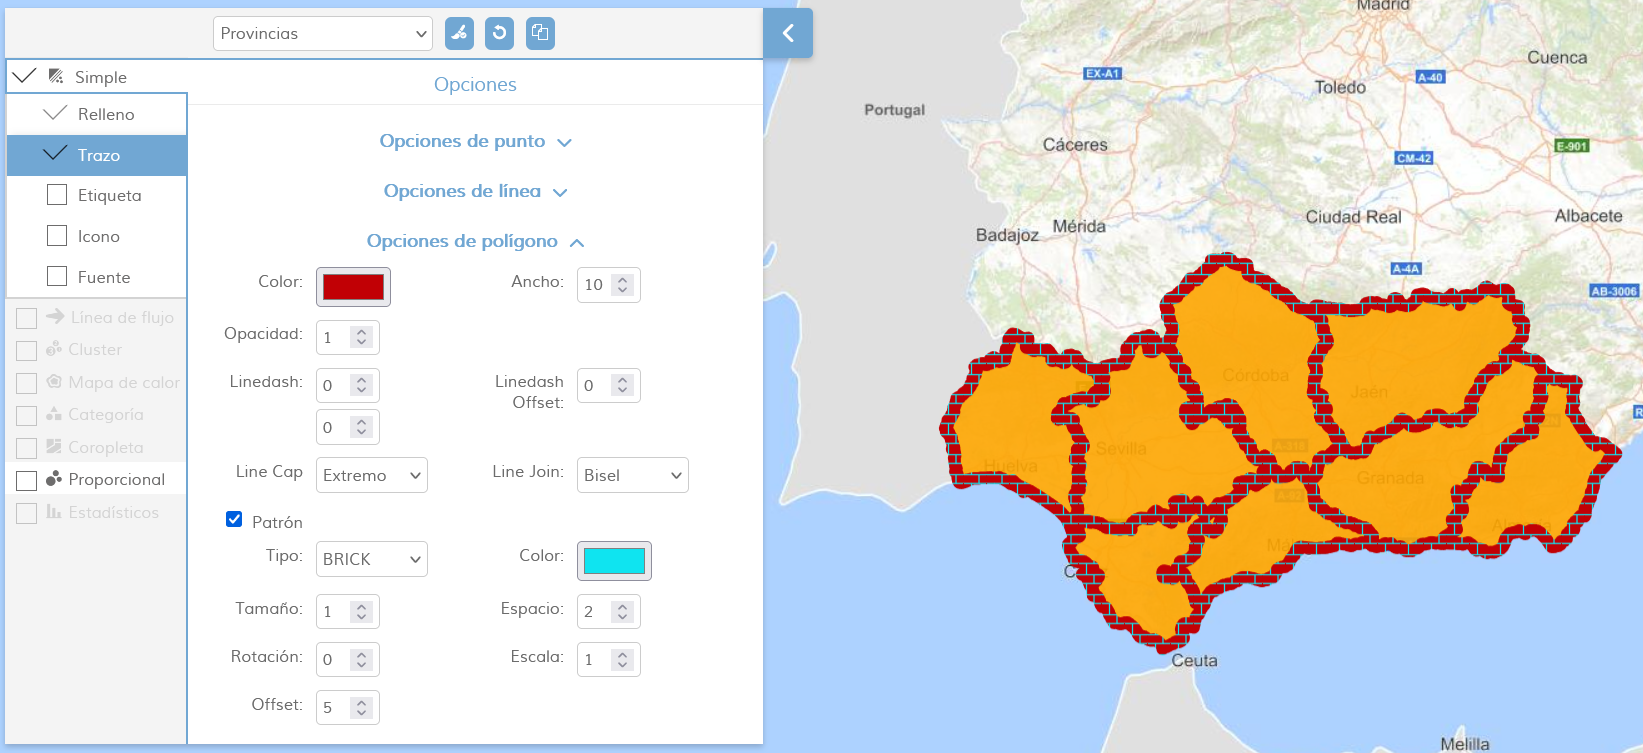 Provincias
Simple
Relleno
Trazo
Etiqueta
Icono
Fuente
Línea de flujo
Cluster
Mapa de calor
Categoría
Coropleta
Proporcional
Estadísticos
Opciones
Opciones de punto
Opciones de línea
Opciones de polígono
Color:
Ancho: 10
Opacidad: 1
Linedash: 0
Linedash Offset: 0
0
Line Cap Extremo
Line Join: Bisel
Patrón
Tipo: BRICK
Color:
Tamaño: 1
Espacio: 2
Rotación: 0
Escala: 1
Offset: 5
Madrid
Cuenca
EX-A1
A-40
Toledo
Portugal
Cáceres
E-901
CM-42
Ciudad Real
Albacete
Mérida
Badajoz
A-4A
AB-3006
Córdoba
Jaén
Sevilla
A-318
Huelva
Granada
A-92
Ceuta
Melilla